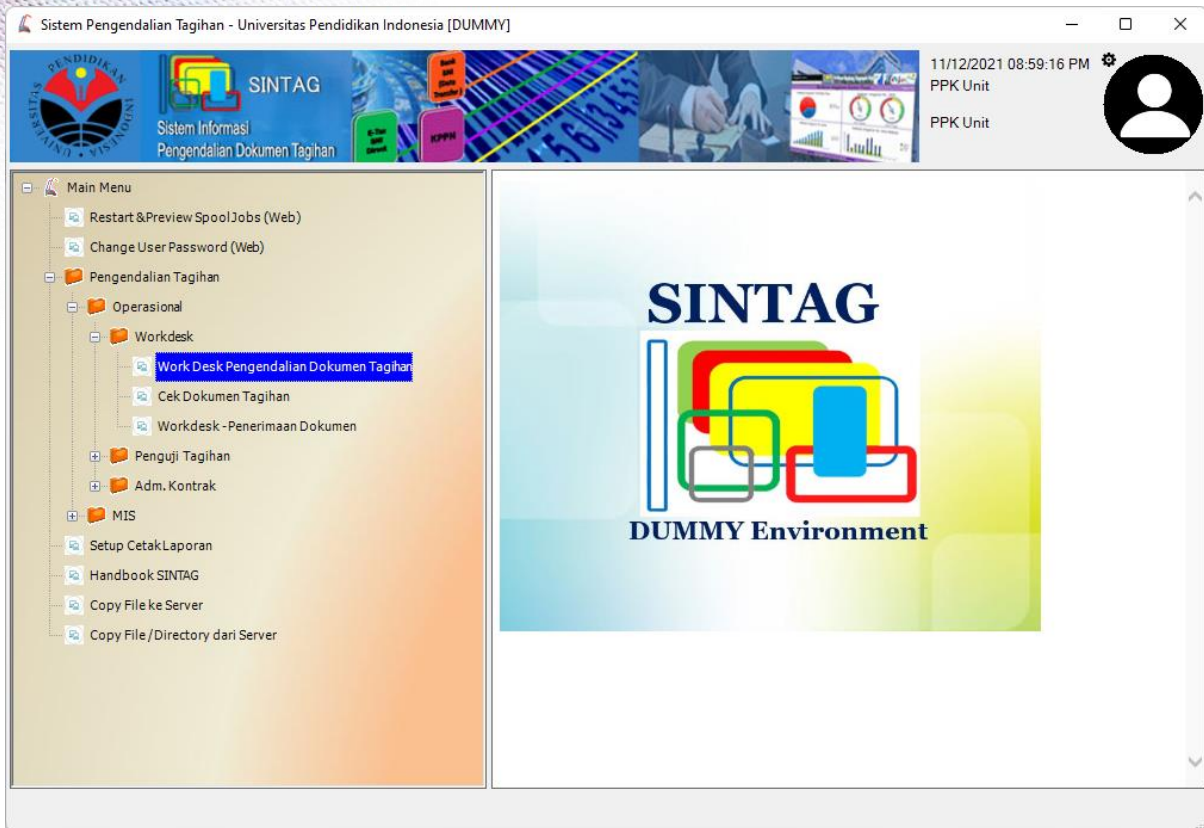 Sistem Pengendalian Tagihan - Universitas Pendidikan Indonesia [DUMMY]
PENDIDIKAN
UNIVERSITAS
INDONESIA
SINTAG
Sistem Informasi
Pengendalian Dokumen Tagihan
KPPN
11/12/2021 08:59:16 PM
PPK Unit
PPK Unit
Main Menu
Restart &Preview Spool Jobs (Web)
Change User Password (Web)
Pengendalian Tagihan
Operasional
Workdesk
Work Desk Pengendalian Dokumen Tagihan
Cek Dokumen Tagihan
Workdesk - Penerimaan Dokumen
Penguji Tagihan
Adm. Kontrak
MIS
Setup Cetak Laporan
Handbook SINTAG
Copy File ke Server
Copy File / Directory dari Server
SINTAG
DUMMY Environment